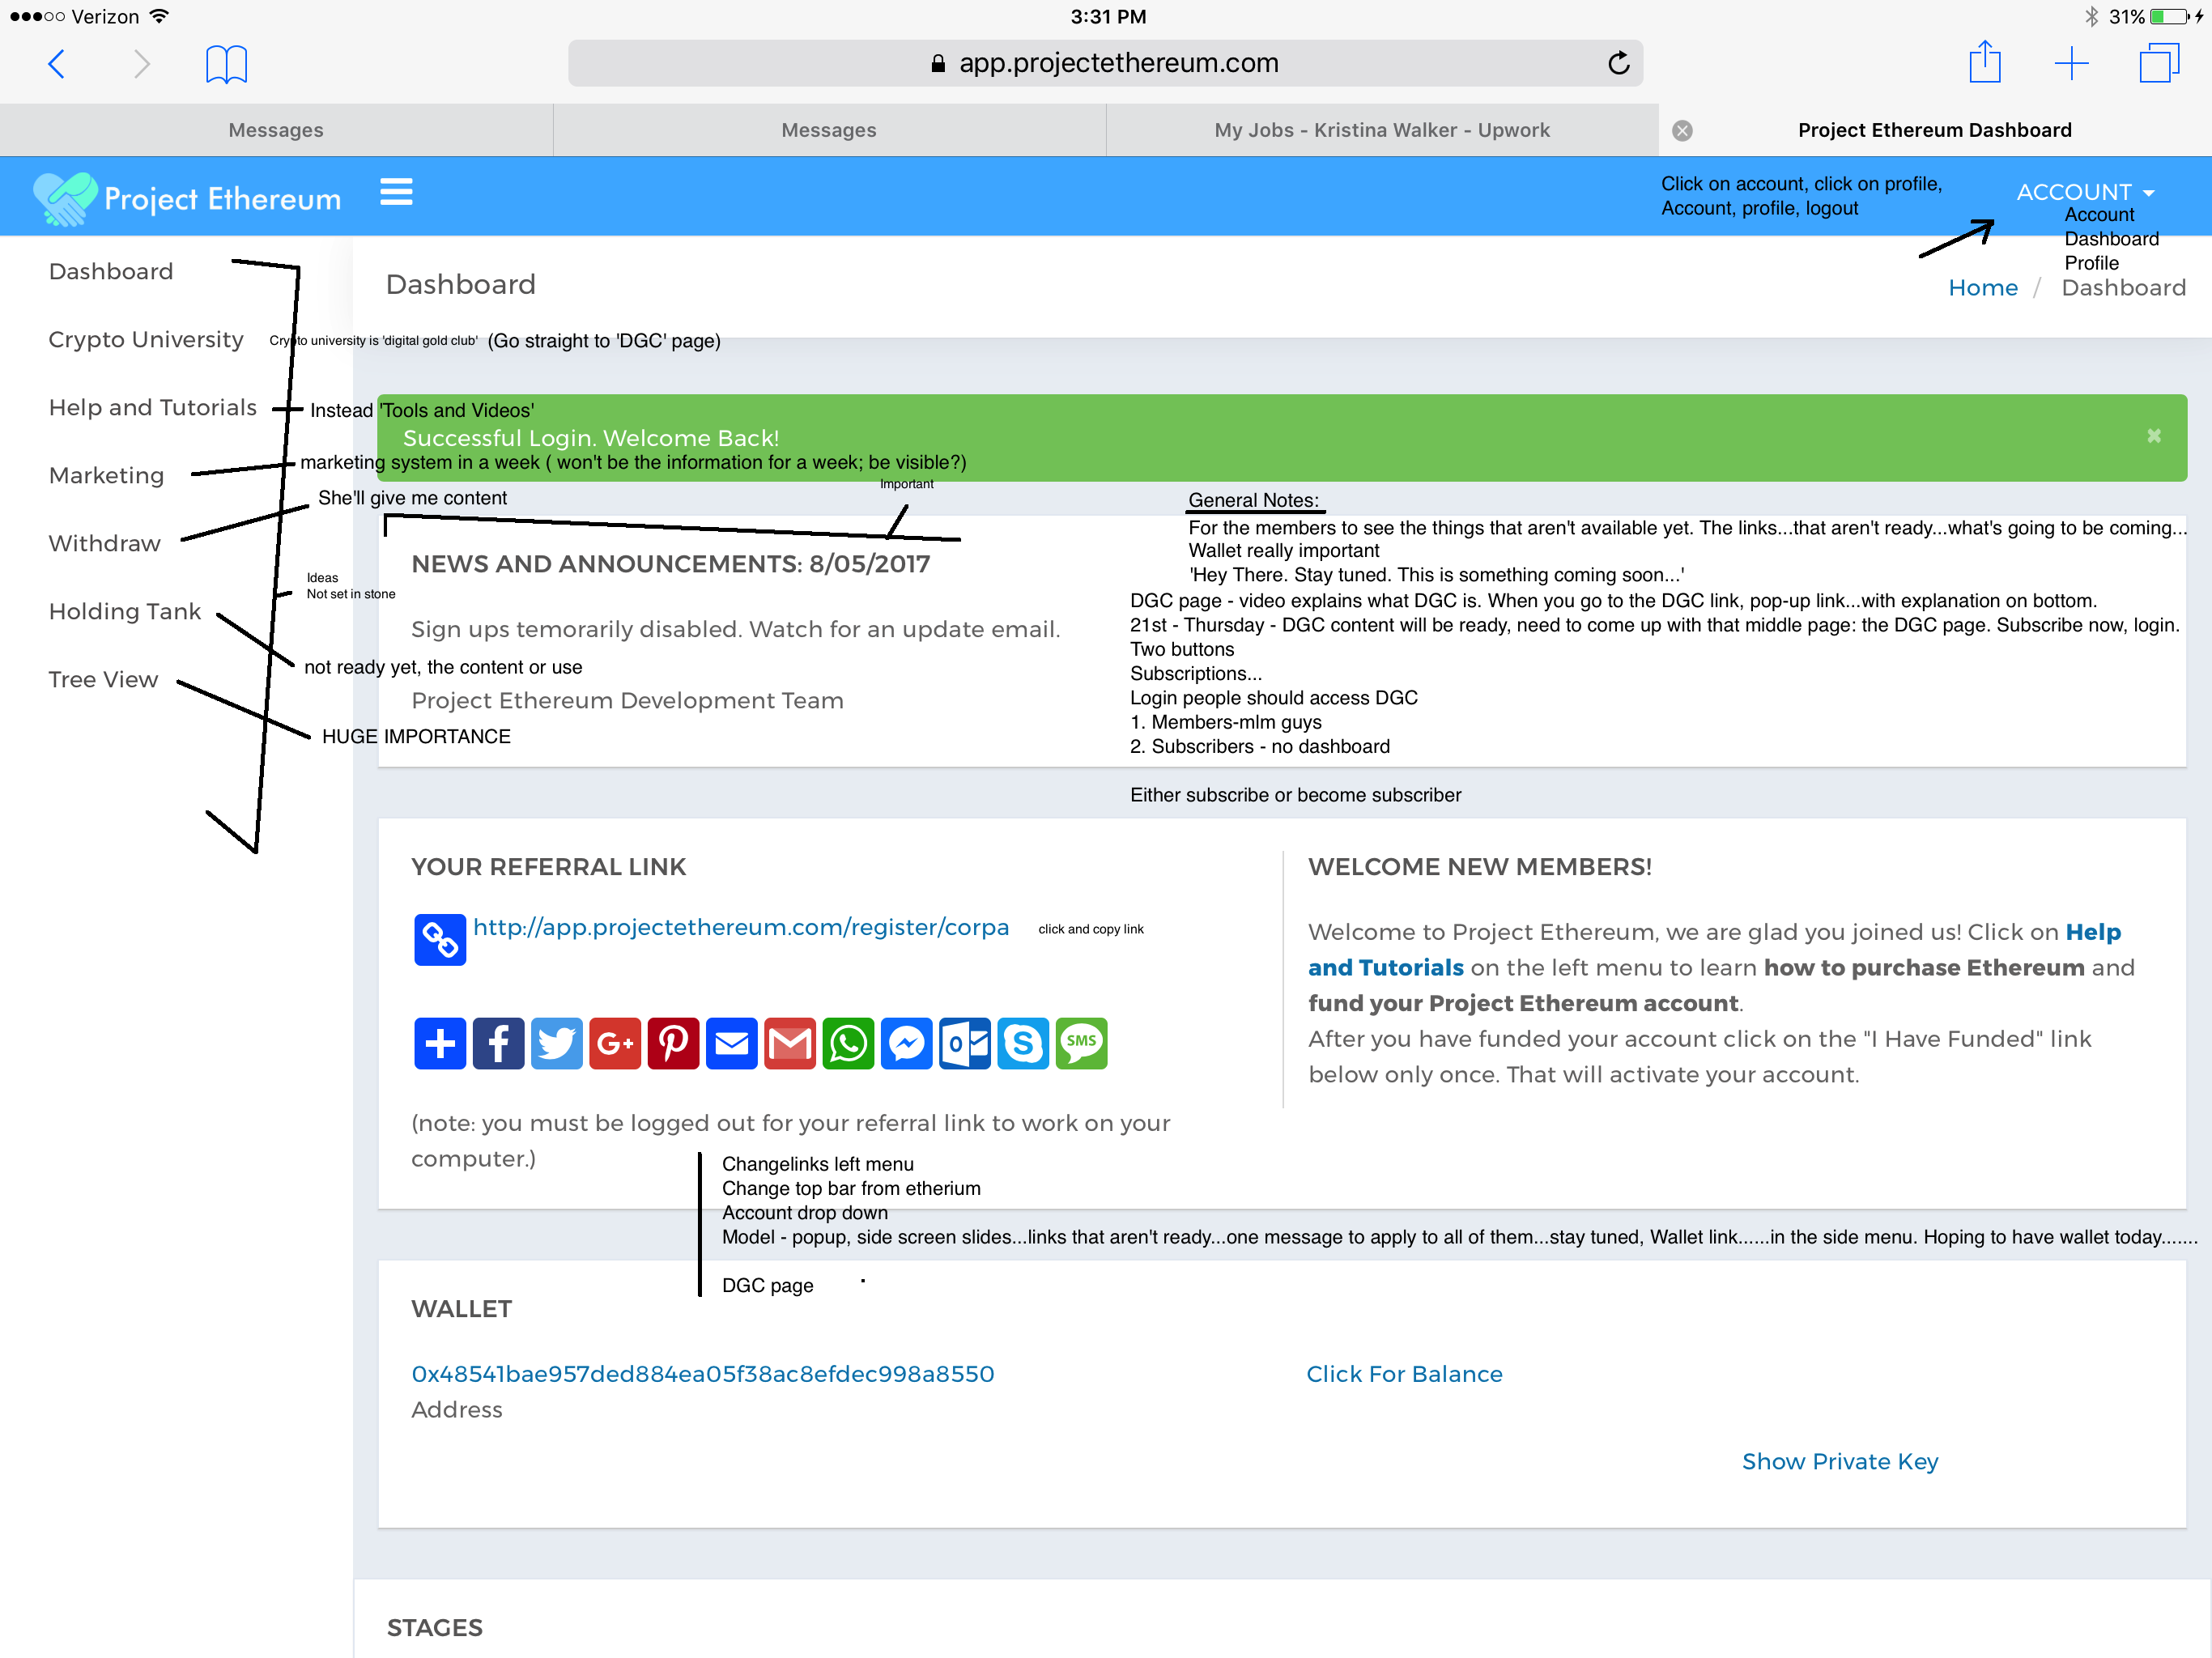 Verizon
3:31 PM
31%
app.projectethereum.com
Messages
Messages
My Jobs - Kristina Walker - Upwork
Project Ethereum Dashboard
Project Ethereum
Click on account, click on profile,
Account, profile, logout
ACCOUNT
Account
Dashboard
Profile
Home / Dashboard
Dashboard
Dashboard
Crypto University
Crypto university is 'digital gold club' (Go straight to 'DGC' page)
Help and Tutorials
Instead 'Tools and Videos'
Successful Login. Welcome Back!
Marketing
marketing system in a week ( won't be the information for a week; be visible?)
She'll give me content
Important
Withdraw
Ideas
Not set in stone
Holding Tank
not ready yet, the content or use
Tree View
HUGE IMPORTANCE
NEWS AND ANNOUNCEMENTS: 8/05/2017
Sign ups temorarily disabled. Watch for an update email.
Project Ethereum Development Team
General Notes:
For the members to see the things that aren't available yet. The links...that aren't ready...what's going to be coming...
Wallet really important
'Hey There. Stay tuned. This is something coming soon...'
DGC page - video explains what DGC is. When you go to the DGC link, pop-up link...with explanation on bottom.
21st - Thursday - DGC content will be ready, need to come up with that middle page: the DGC page. Subscribe now, login.
Two buttons
Subscriptions...
Login people should access DGC
1. Members-mlm guys
2. Subscribers - no dashboard
Either subscribe or become subscriber
YOUR REFERRAL LINK
http://app.projectethereum.com/register/corpa
click and copy link
G+
SMS
(note: you must be logged out for your referral link to work on your
computer.)
WELCOME NEW MEMBERS!
Welcome to Project Ethereum, we are glad you joined us! Click on Help
and Tutorials on the left menu to learn how to purchase Ethereum and
fund your Project Ethereum account.
After you have funded your account click on the "I Have Funded" link
below only once. That will activate your account.
Changelinks left menu
Change top bar from etherium
Account drop down
Model - popup, side screen slides...links that aren't ready...one message to apply to all of them...stay tuned, Wallet link......in the side menu. Hoping to have wallet today.......
DGC page
WALLET
0x48541bae957ded884ea05f38ac8efdec998a8550
Address
Click For Balance
Show Private Key
STAGES